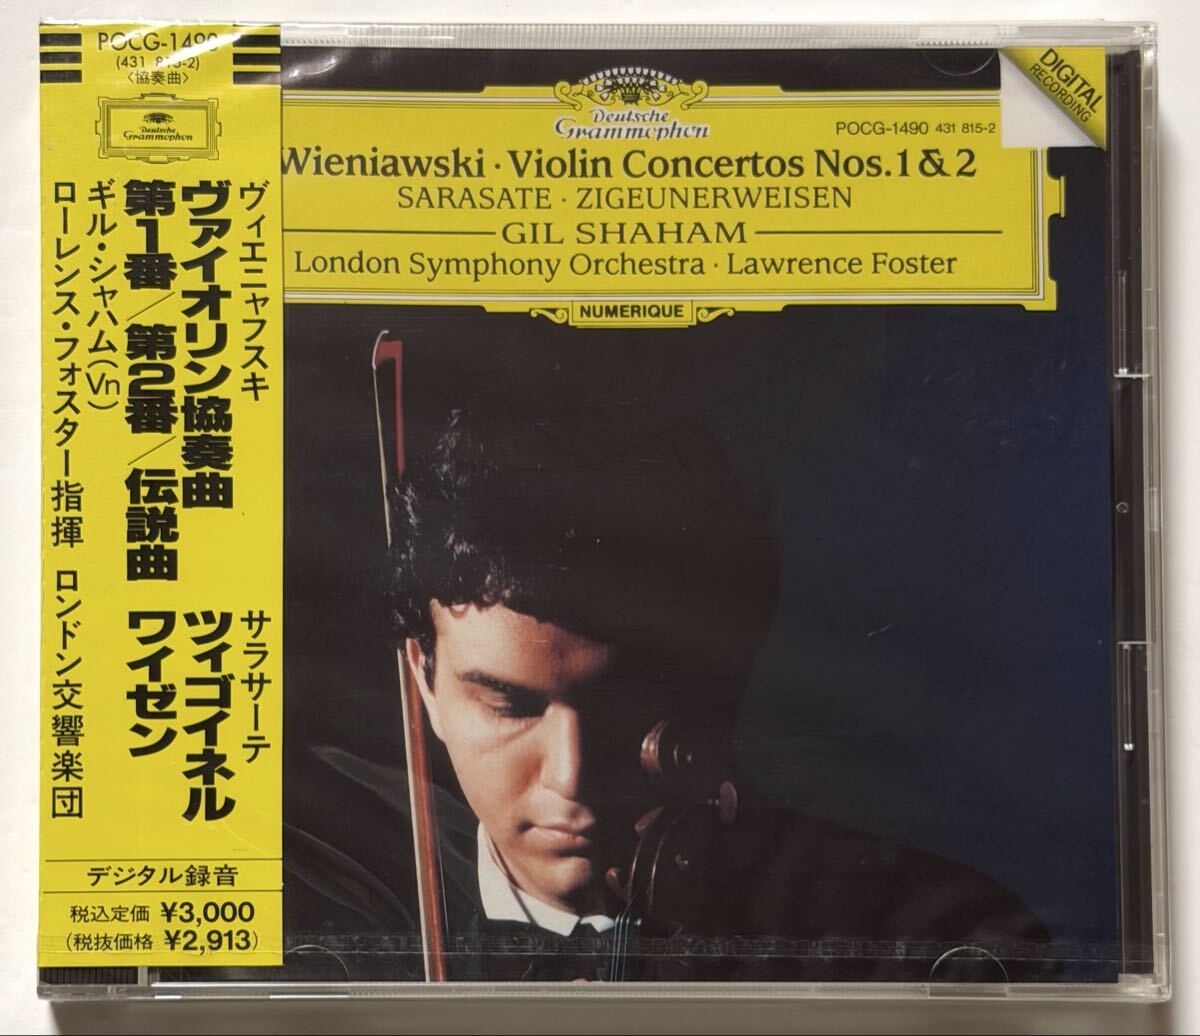 POCG-1490
(431 815-2)
〈協奏曲〉
Deutsche
Grammophon
ヴィエニャフスキ
ヴァイオリン協奏曲
第1番／第2番／伝説曲
サラサーテ
ツィゴイネル
ワイゼン
ギル・シャハム(Vn)
ローレンス・フォスター指揮 ロンドン交響楽団
デジタル録音
税込定価 ¥3,000
(税抜価格 ¥2,913)
Deutsche
Grammophon
POCG-1490 431 815-2
DIGITAL
RECORDING
Wieniawski · Violin Concertos Nos. 1 & 2
SARASATE · ZIGEUNERWEISEN
GIL SHAHAM
London Symphony Orchestra · Lawrence Foster
NUMERIQUE